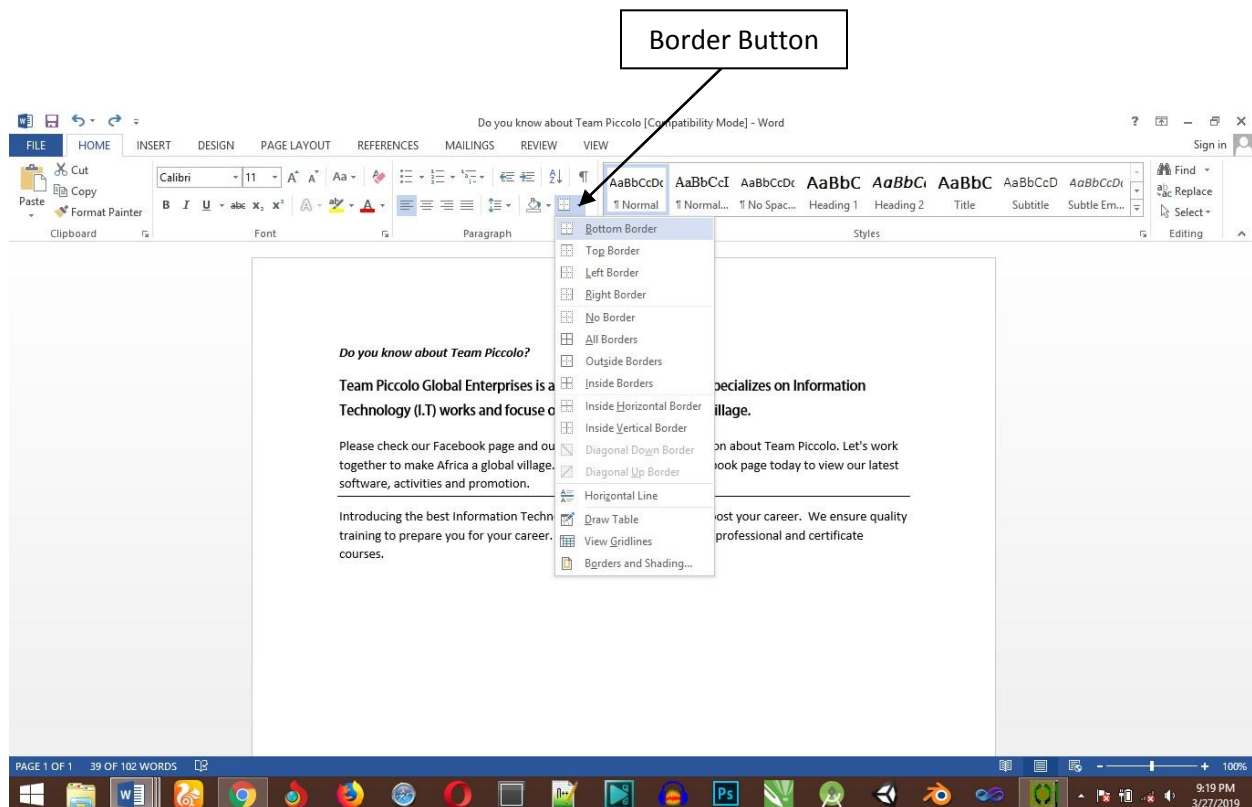 Border Button
Do you know about Team Piccolo [Compatibility Mode] - Word
FILE HOME INSERT DESIGN PAGE LAYOUT REFERENCES MAILINGS REVIEW VIEW Sign in
Cut
Copy
Format Painter
Paste
Clipboard
Calibri 11
Font
Paragraph
AaBbCcDc AaBbCcI AaBbCcDc AaBbC AaBbCc AaBbC AaBbCcD AaBbCcDc
¶ Normal ¶ Normal... ¶ No Spac... Heading 1 Heading 2 Title Subtitle Subtle Em...
Styles
Find
Replace
Select
Editing
Bottom Border
Top Border
Left Border
Right Border
No Border
All Borders
Outside Borders
Inside Borders
Inside Horizontal Border
Inside Vertical Border
Diagonal Down Border
Diagonal Up Border
Horizontal Line
Draw Table
View Gridlines
Borders and Shading...
Do you know about Team Piccolo?
Team Piccolo Global Enterprises is a pecializes on Information
Technology (I.T) works and focuse o illage.
Please check our Facebook page and ou on about Team Piccolo. Let's work
together to make Africa a global village. ook page today to view our latest
software, activities and promotion.
Introducing the best Information Techn ost your career. We ensure quality
training to prepare you for your career. professional and certificate
courses.
PAGE 1 OF 1 39 OF 102 WORDS 100%
9:19 PM
3/27/2019